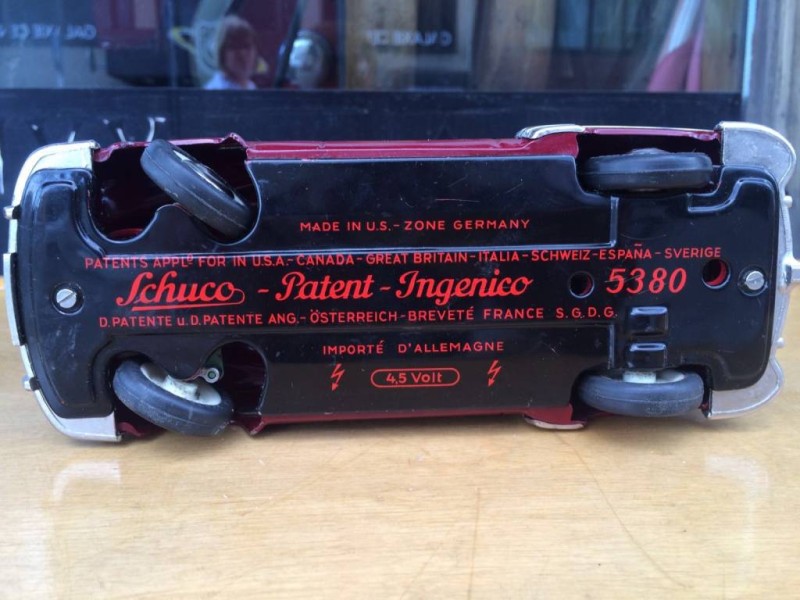 MADE IN U.S.- ZONE GERMANY
PATENTS APPLD FOR IN U.S.A.- CANADA - GREAT BRITAIN - ITALIA - SCHWEIZ - ESPAÑA - SVERIGE
Schuco - Patent - Ingenico 5380
D. PATENTE u. D. PATENTE ANG. - ÖSTERREICH - BREVETÉ FRANCE S.G.D.G.
IMPORTÉ D'ALLEMAGNE
4,5 Volt